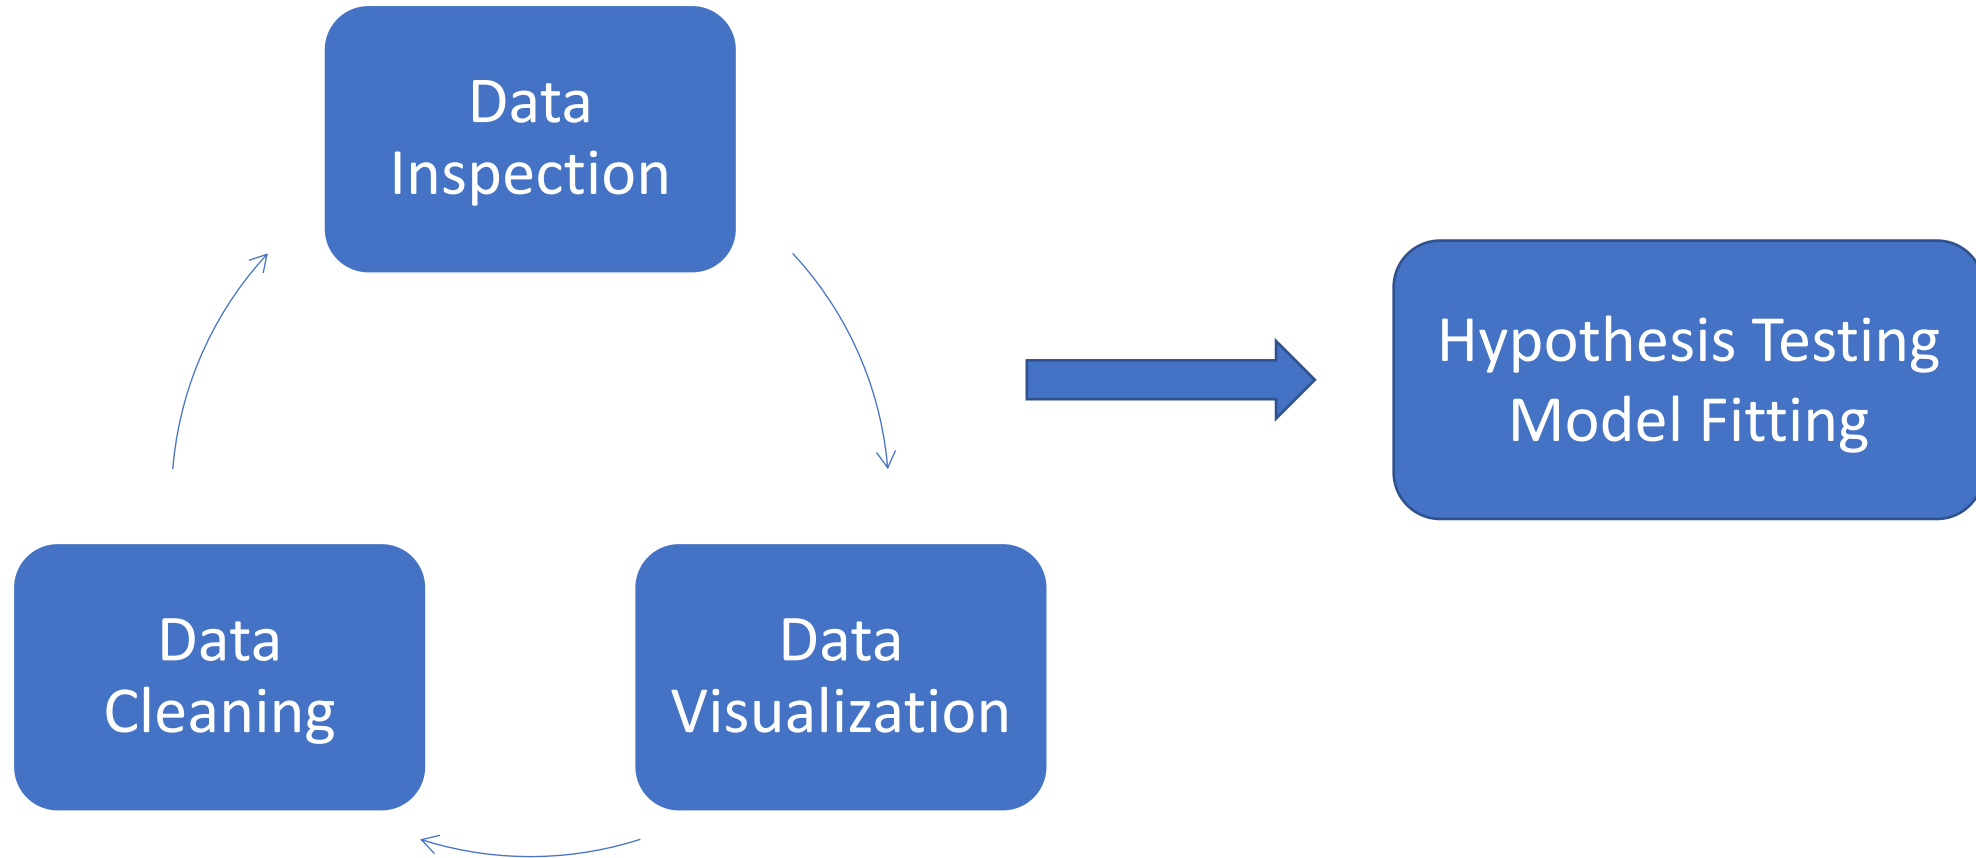 Data
Inspection
Hypothesis Testing
Model Fitting
Data
Cleaning
Data
Visualization